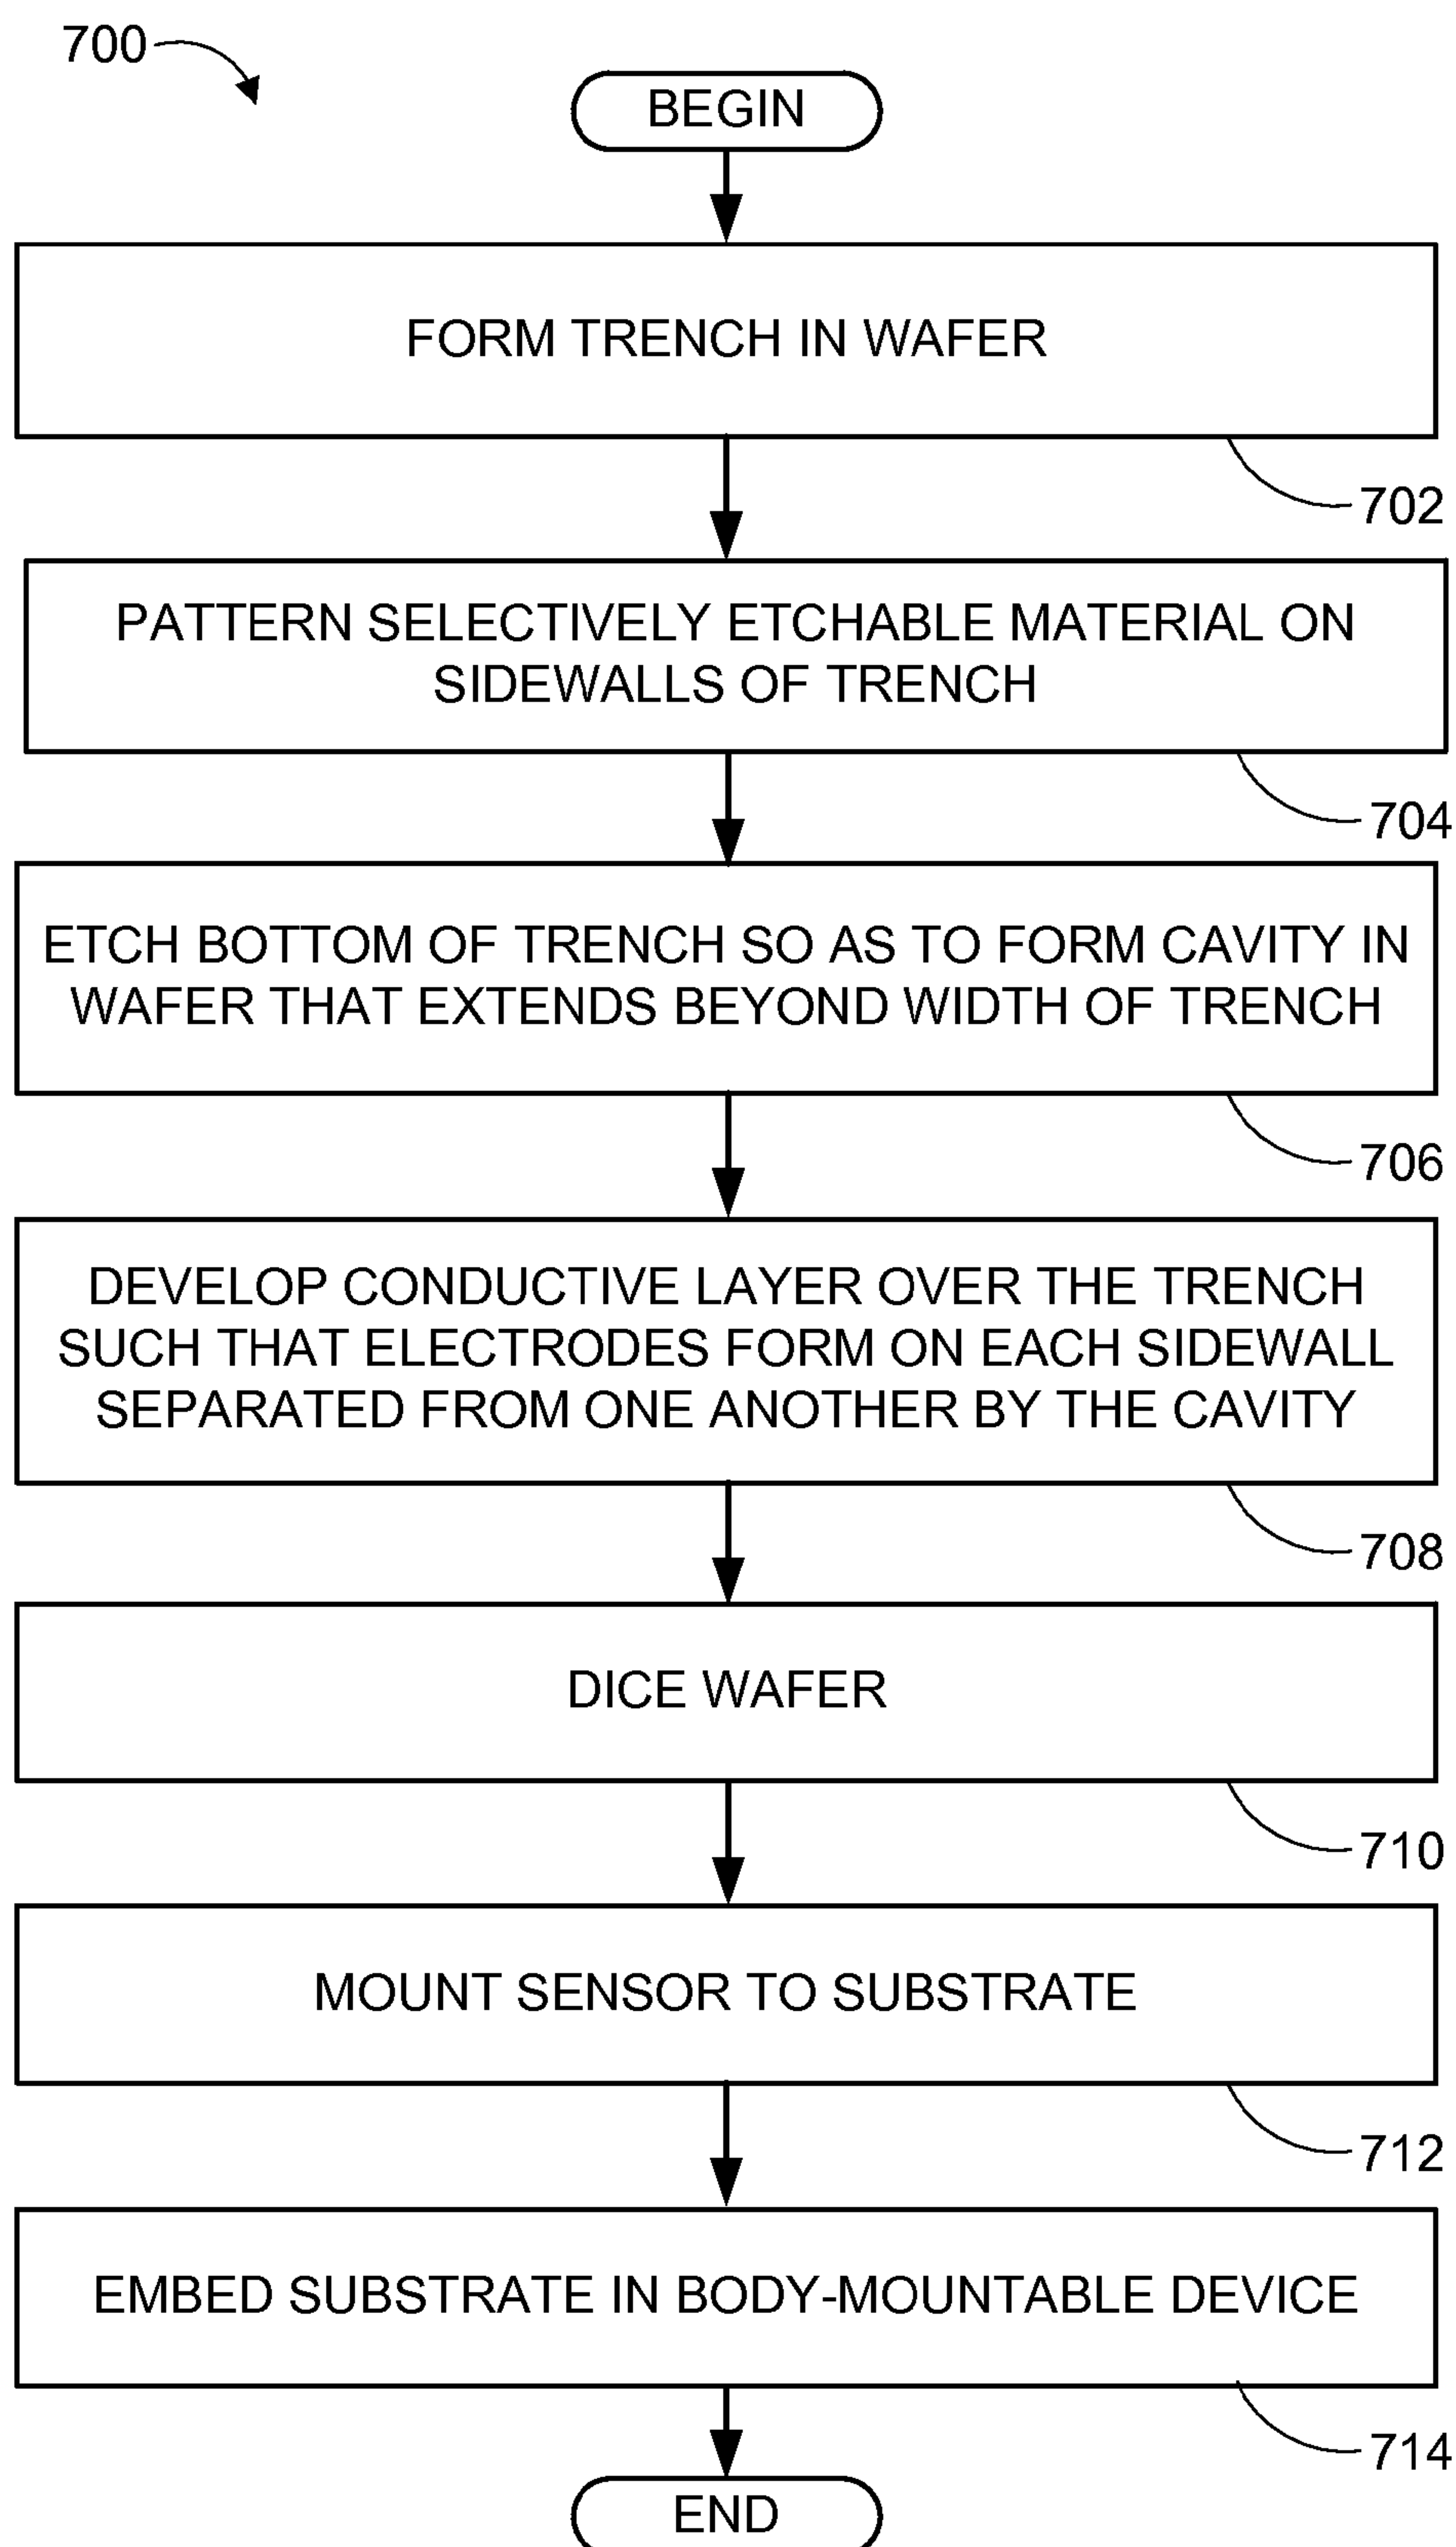 700
BEGIN
FORM TRENCH IN WAFER
702
PATTERN SELECTIVELY ETCHABLE MATERIAL ON
SIDEWALLS OF TRENCH
704
ETCH BOTTOM OF TRENCH SO AS TO FORM CAVITY IN
WAFER THAT EXTENDS BEYOND WIDTH OF TRENCH
706
DEVELOP CONDUCTIVE LAYER OVER THE TRENCH
SUCH THAT ELECTRODES FORM ON EACH SIDEWALL
SEPARATED FROM ONE ANOTHER BY THE CAVITY
708
DICE WAFER
710
MOUNT SENSOR TO SUBSTRATE
712
EMBED SUBSTRATE IN BODY-MOUNTABLE DEVICE
714
END